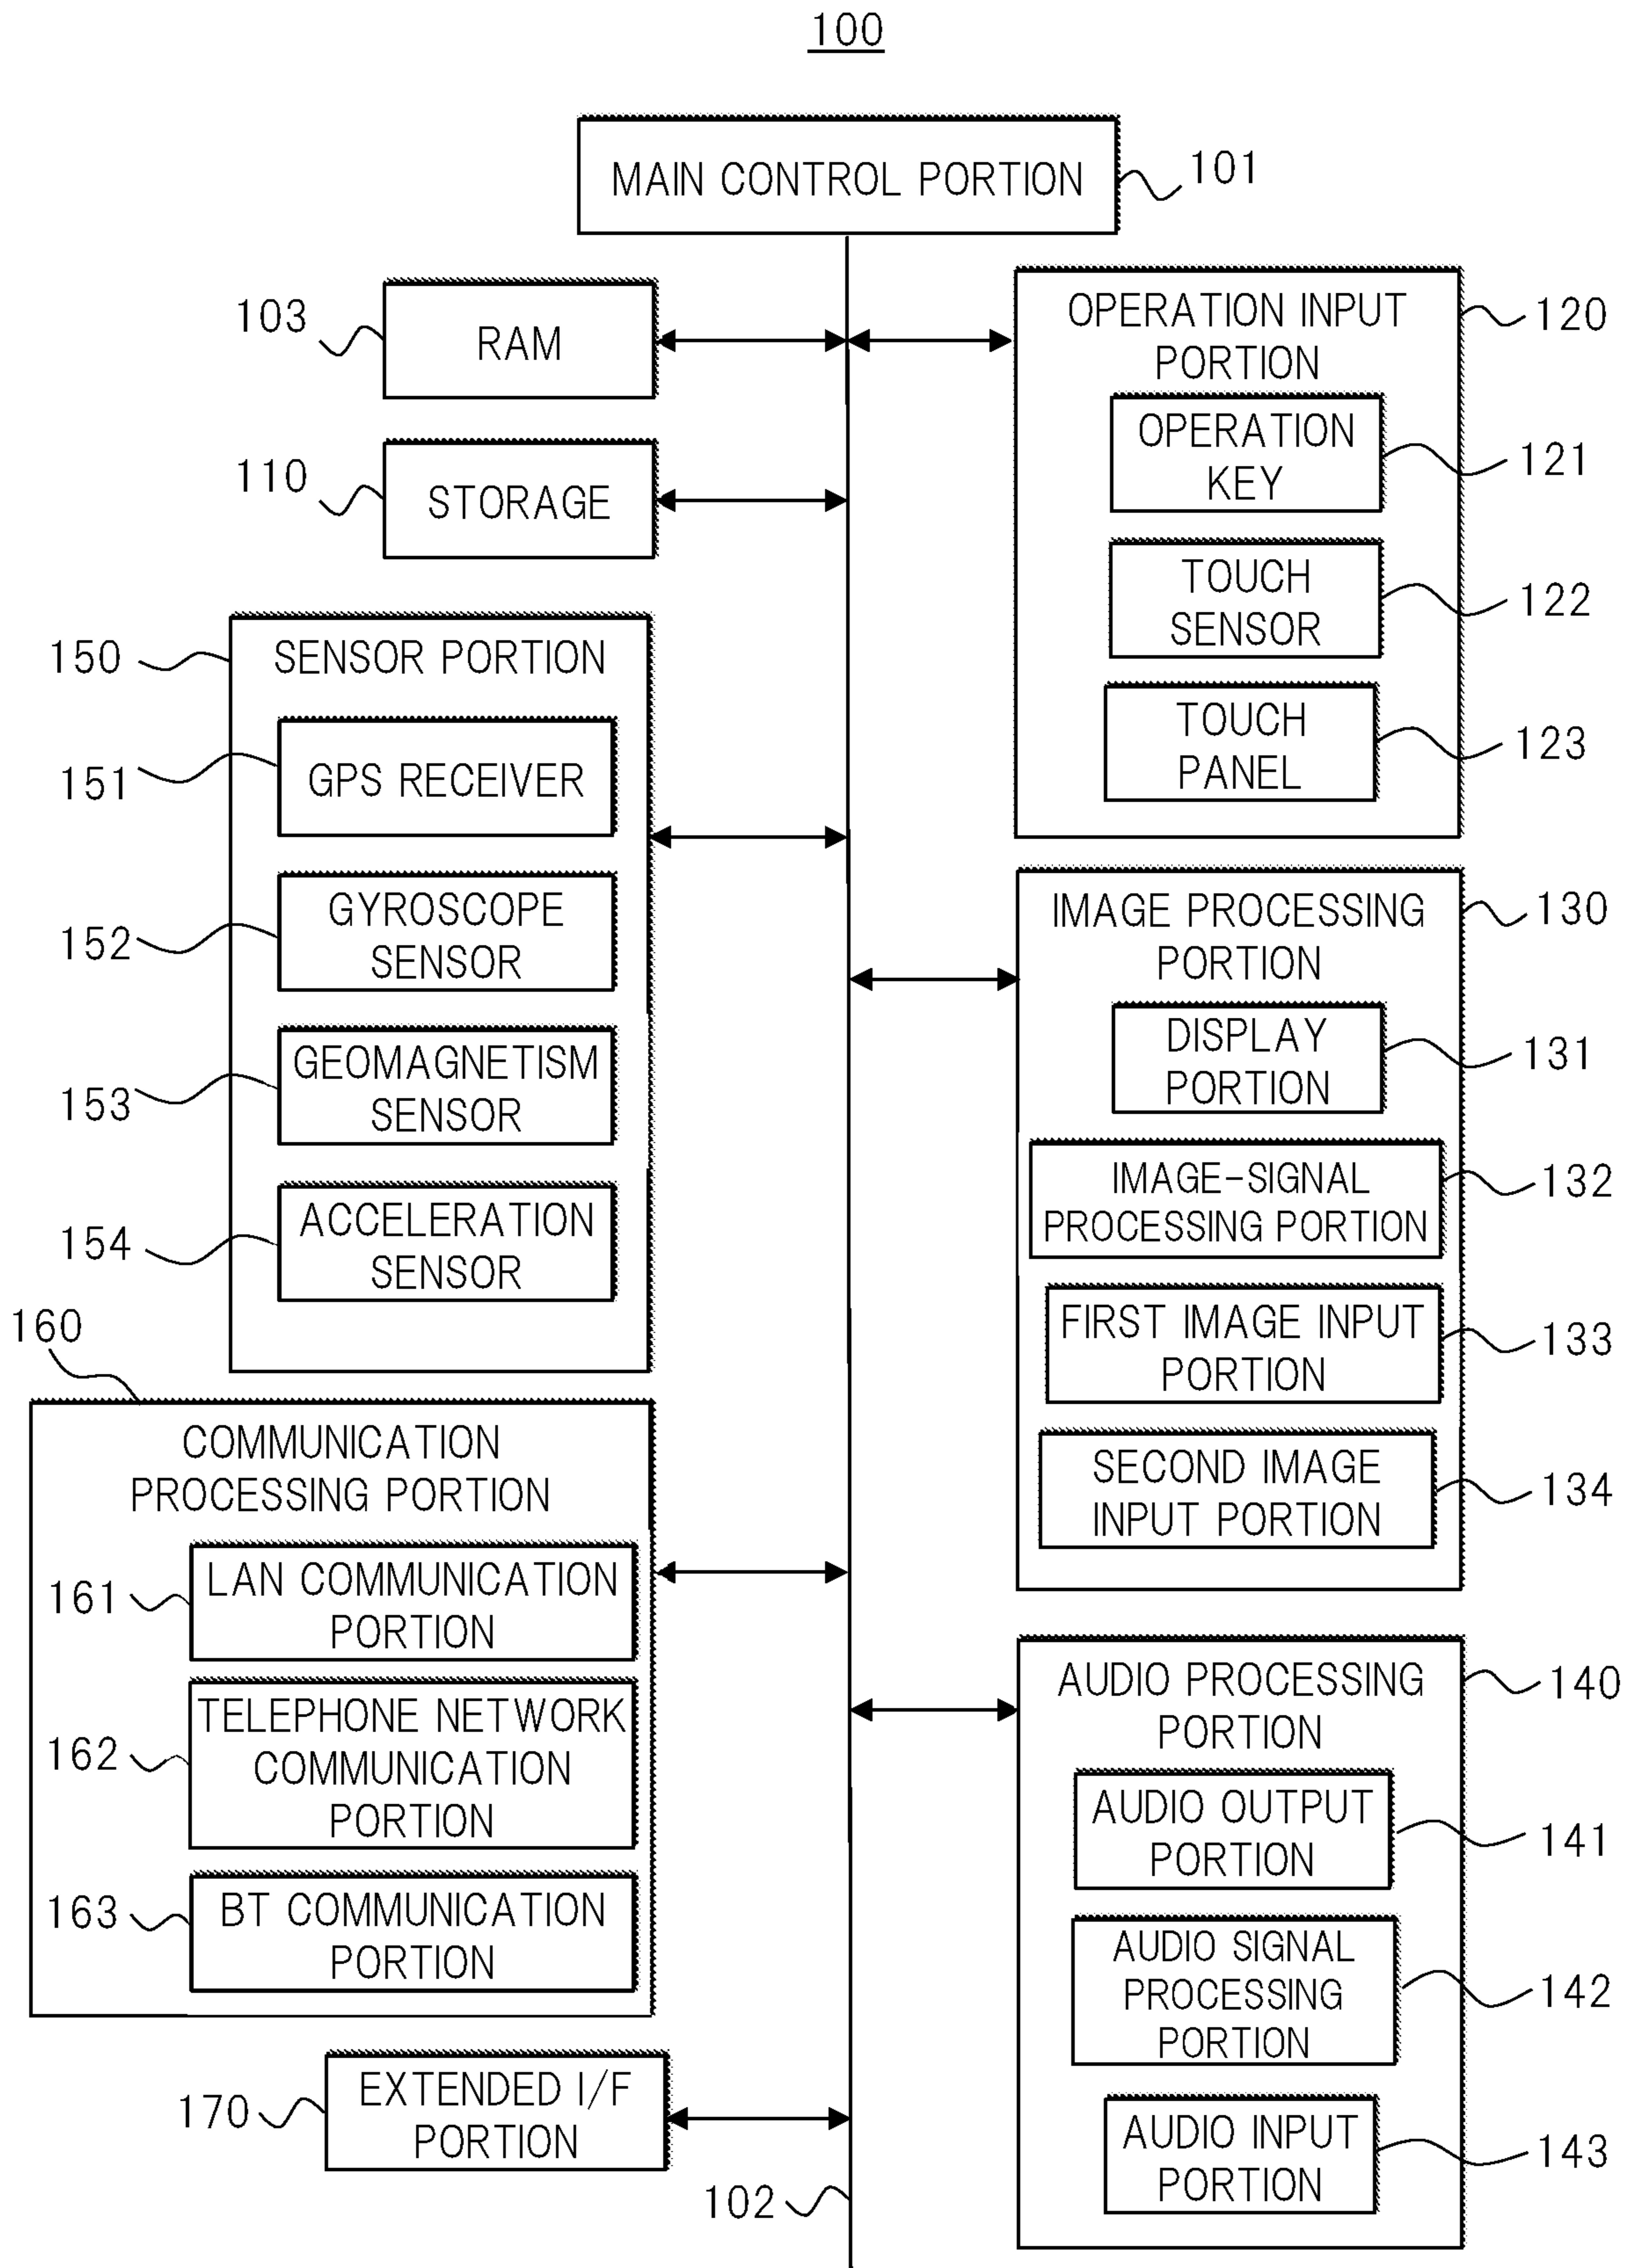 100
MAIN CONTROL PORTION
101
103
RAM
110
STORAGE
150
SENSOR PORTION
151
GPS RECEIVER
152
GYROSCOPE
SENSOR
153
GEOMAGNETISM
SENSOR
154
ACCELERATION
SENSOR
160
COMMUNICATION
PROCESSING PORTION
161
LAN COMMUNICATION
PORTION
162
TELEPHONE NETWORK
COMMUNICATION
PORTION
163
BT COMMUNICATION
PORTION
170
EXTENDED I/F
PORTION
102
OPERATION INPUT
PORTION
120
OPERATION
KEY
121
TOUCH
SENSOR
122
TOUCH
PANEL
123
IMAGE PROCESSING
PORTION
130
DISPLAY
PORTION
131
IMAGE-SIGNAL
PROCESSING PORTION
132
FIRST IMAGE INPUT
PORTION
133
SECOND IMAGE
INPUT PORTION
134
AUDIO PROCESSING
PORTION
140
AUDIO OUTPUT
PORTION
141
AUDIO SIGNAL
PROCESSING
PORTION
142
AUDIO INPUT
PORTION
143